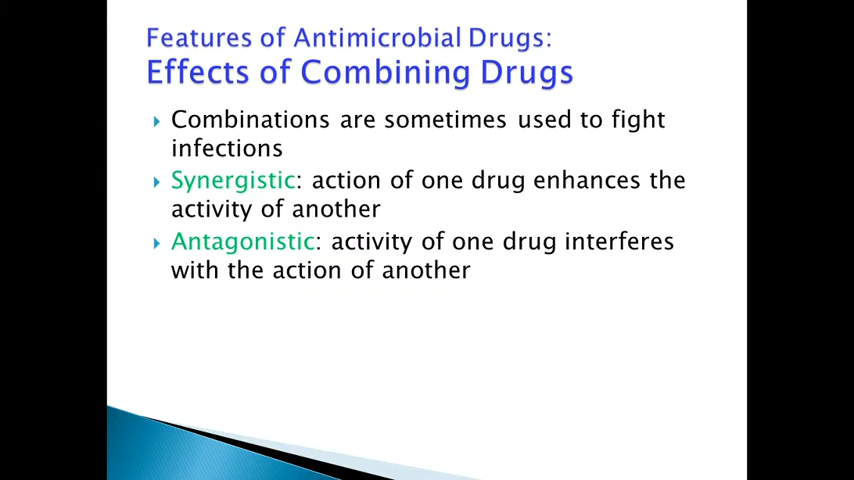 Features of Antimicrobial Drugs:
Effects of Combining Drugs
Combinations are sometimes used to fight
infections
Synergistic: action of one drug enhances the
activity of another
Antagonistic: activity of one drug interferes
with the action of another